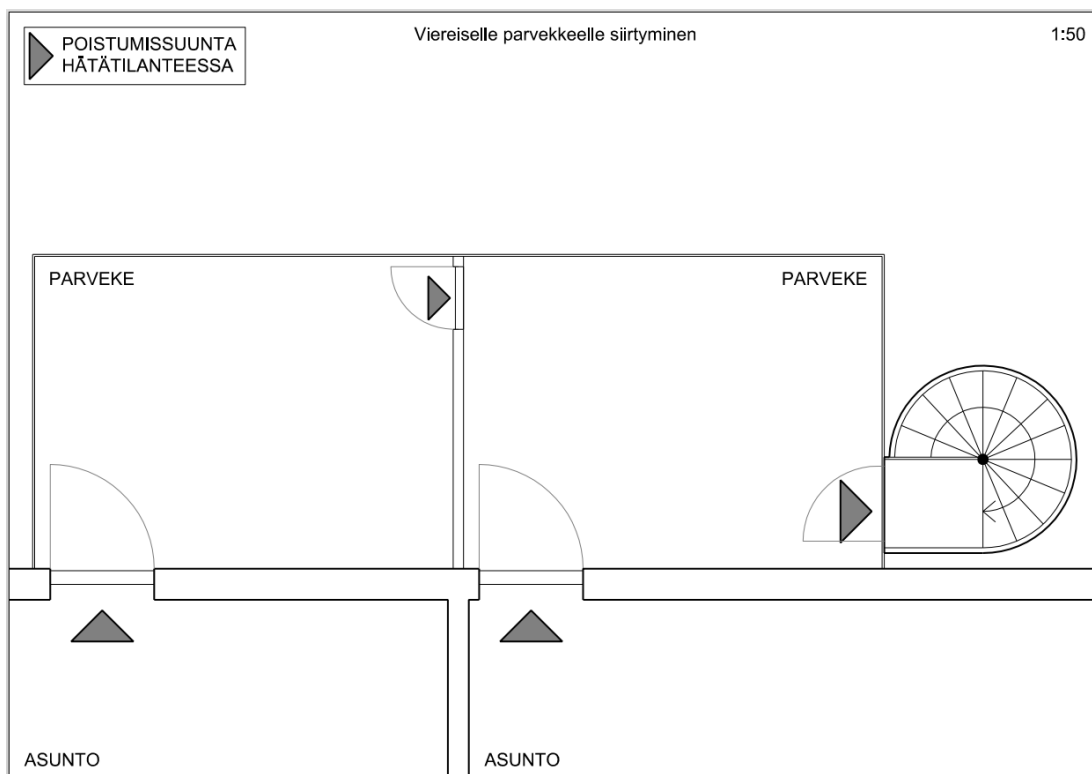 POISTUMISSUUNTA
HÄTÄTILANTEESSA
Viereiselle parvekkeelle siirtyminen
1:50
PARVEKE
PARVEKE
ASUNTO
ASUNTO